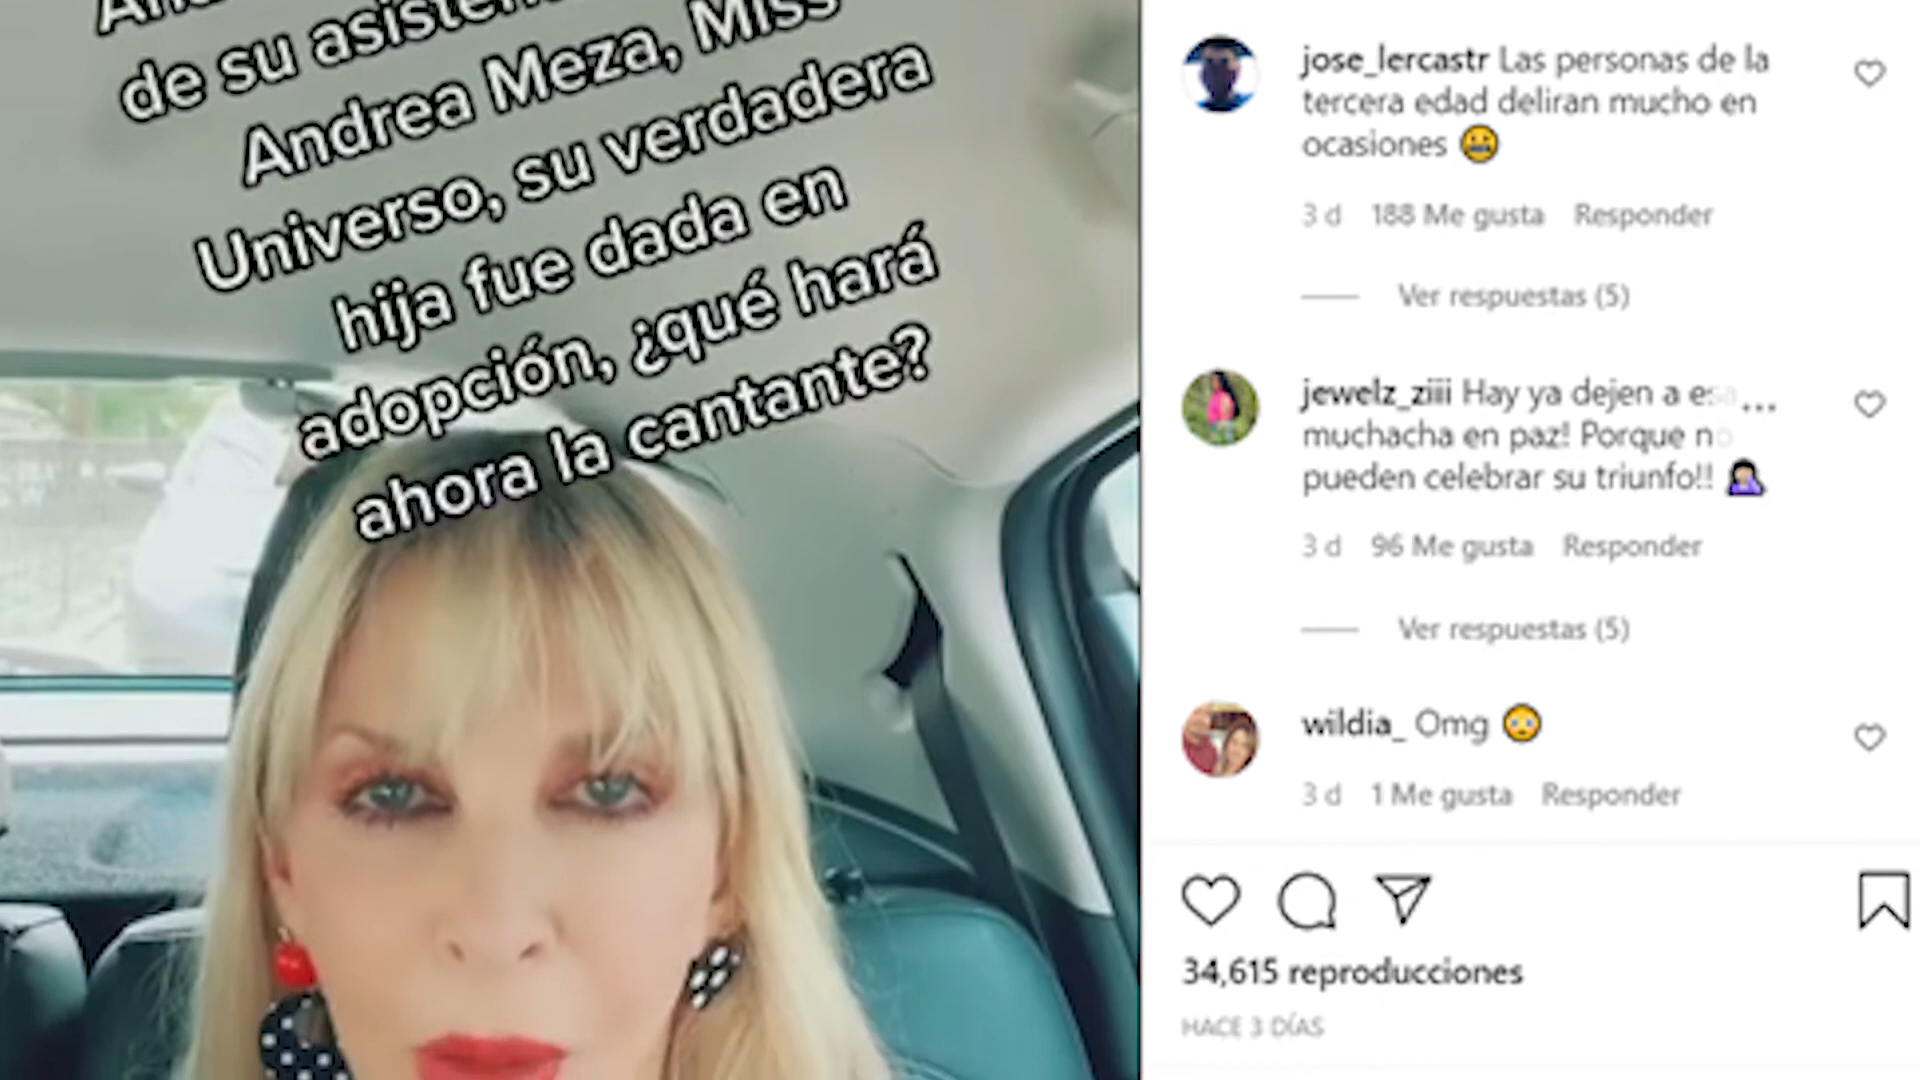 de su
Andrea Meza, Miss
Universo, su verdadera
hija fue dada en
adopción, ¿qué hará
ahora la cantante?
jose_lercastr Las personas de la
tercera edad deliran mucho en
ocasiones 😬
3 d 188 Me gusta Responder
Ver respuestas (5)
jewelz_ziii Hay ya dejen a esa ...
muchacha en paz! Porque no
pueden celebrar su triunfo!! 🤦🏻‍♀️
3 d 96 Me gusta Responder
Ver respuestas (5)
wildia_ Omg 😳
3 d 1 Me gusta Responder
34,615 reproducciones
HACE 3 DÍAS